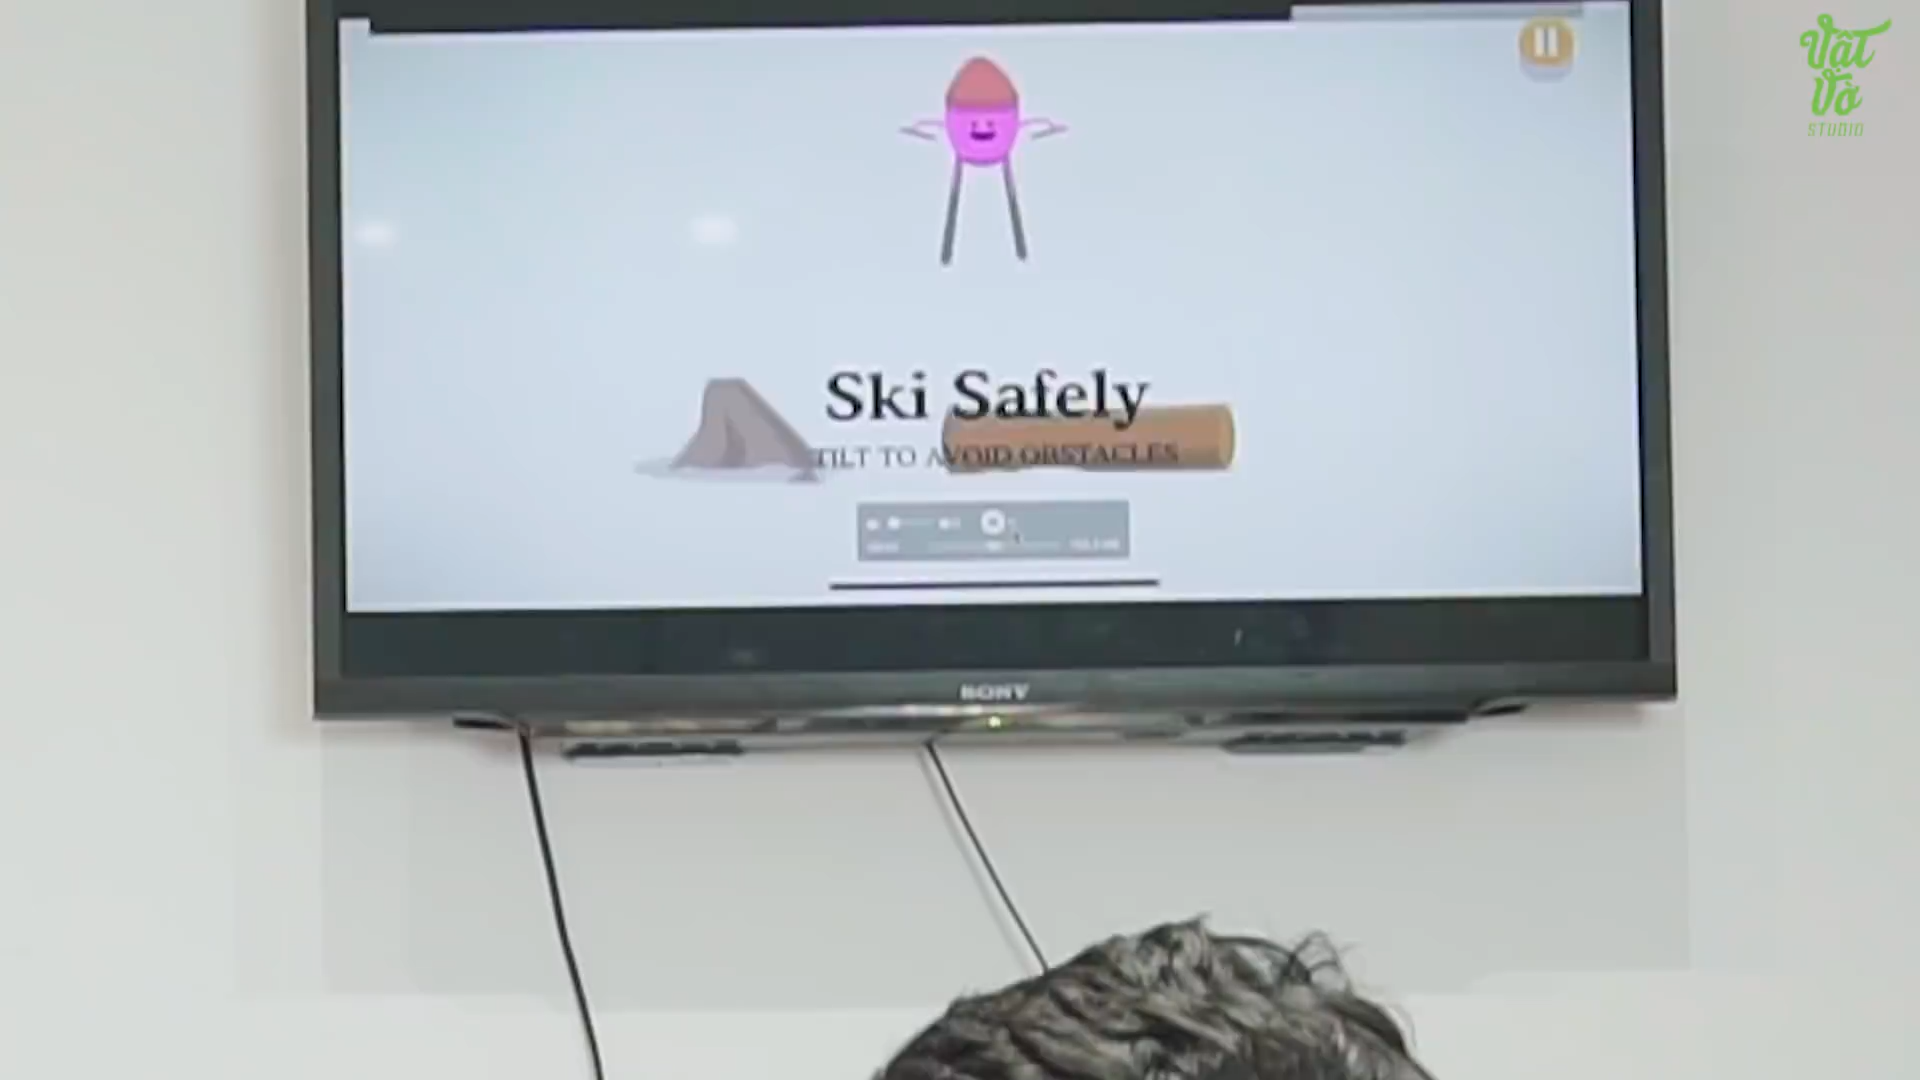 Vật
Vờ
STUDIO
Ski Safely
TILT TO AVOID OBSTACLES
SONY